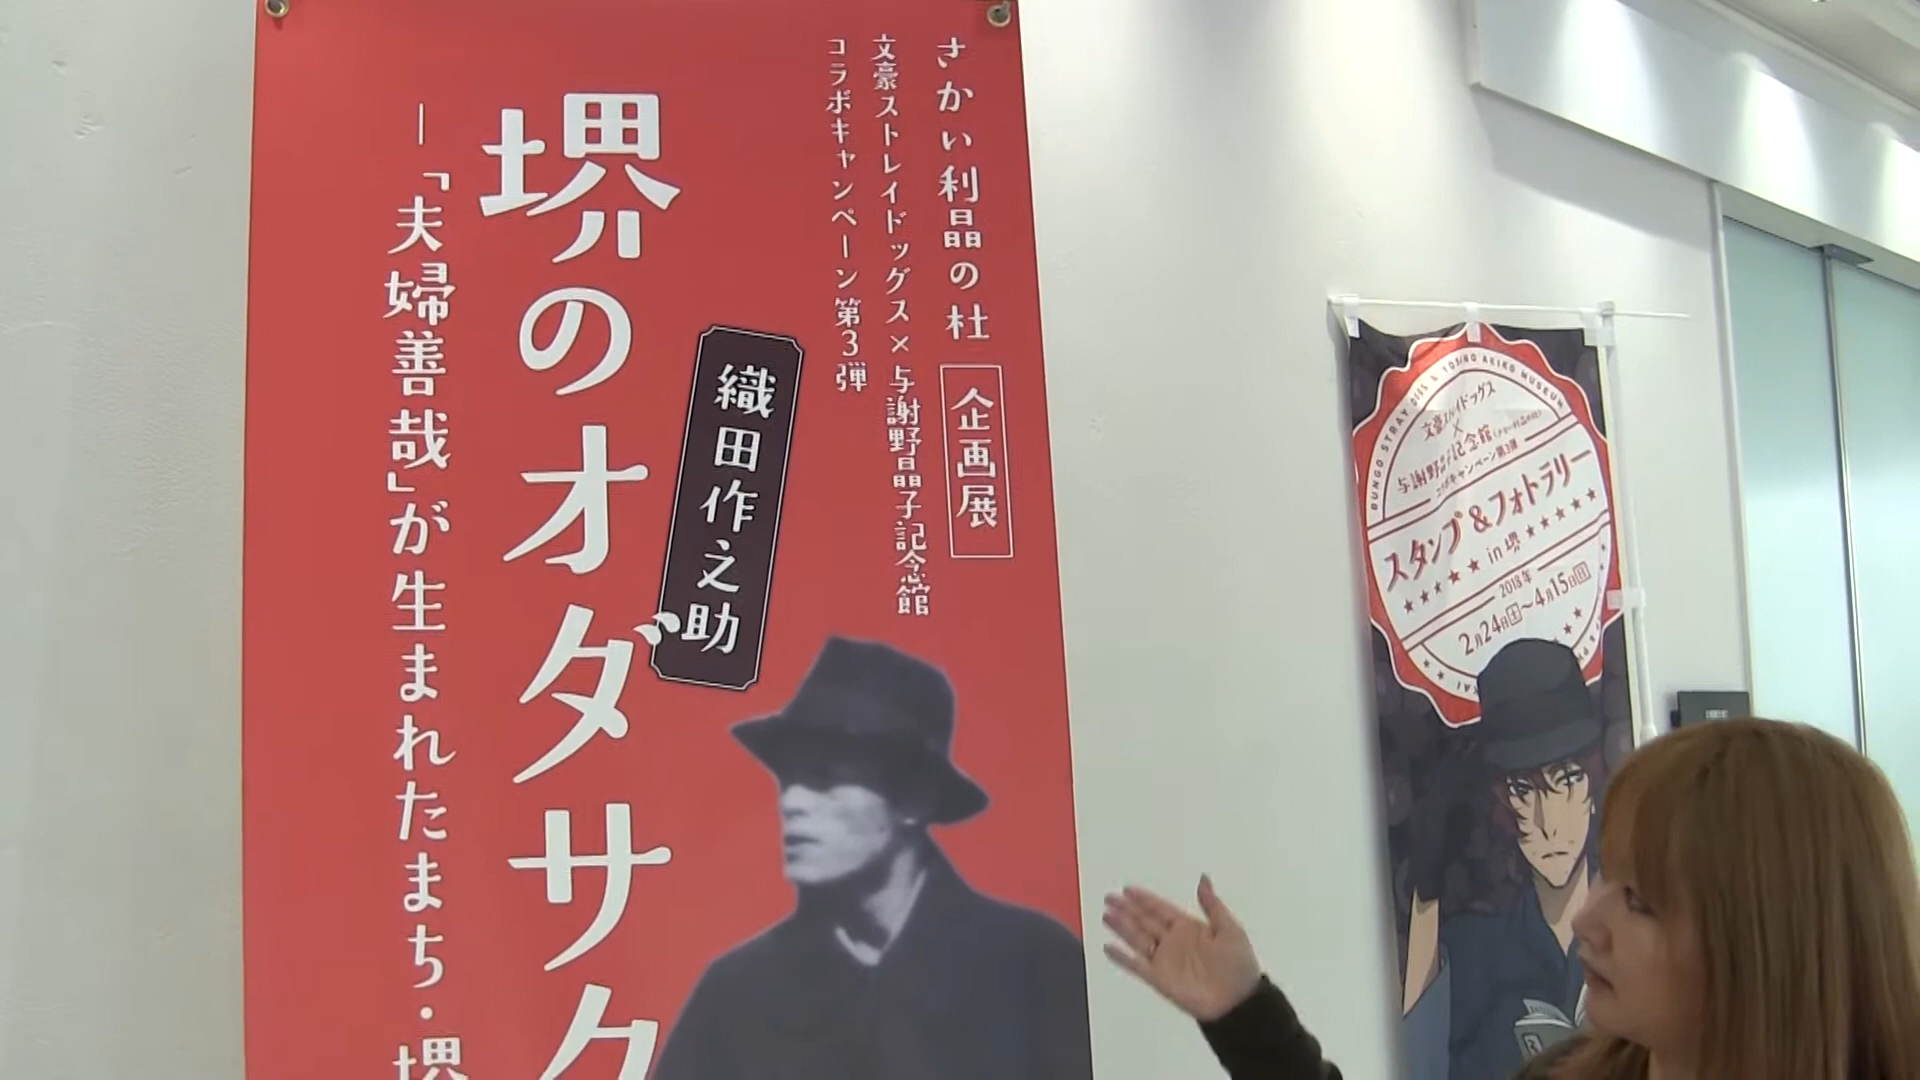 さかい利晶の杜 企画展
文豪ストレイドッグス×与謝野晶子記念館
コラボキャンペーン第3弾
織田作之助
堺のオダサク
―「夫婦善哉」が生まれたまち・堺
BUNGO STRAY DOGS & YOSANO AKIKO MUSEUM
文豪ストレイドッグス
×
与謝野晶子記念館
コラボキャンペーン第3弾
スタンプ&フォトラリー
in 堺
2018年
2月24日土~4月15日日